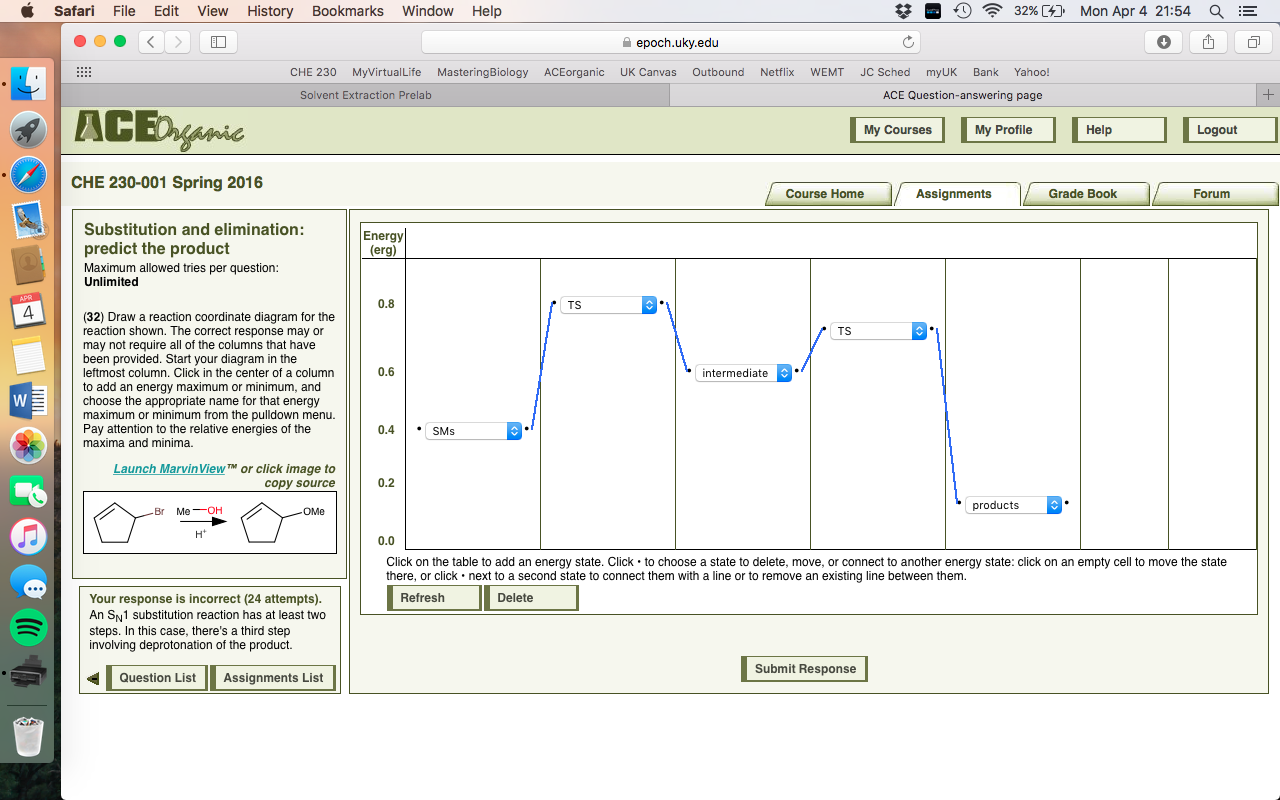 Safari File Edit View History Bookmarks Window Help 32% Mon Apr 4 21:54
epoch.uky.edu
CHE 230 MyVirtualLife MasteringBiology ACEorganic UK Canvas Outbound Netflix WEMT JC Sched myUK Bank Yahoo!
Solvent Extraction Prelab ACE Question-answering page
ACE Organic
My Courses My Profile Help Logout
CHE 230-001 Spring 2016
Course Home Assignments Grade Book Forum
Substitution and elimination:
predict the product
Maximum allowed tries per question:
Unlimited
(32) Draw a reaction coordinate diagram for the
reaction shown. The correct response may or
may not require all of the columns that have
been provided. Start your diagram in the
leftmost column. Click in the center of a column
to add an energy maximum or minimum, and
choose the appropriate name for that energy
maximum or minimum from the pulldown menu.
Pay attention to the relative energies of the
maxima and minima.
Launch MarvinView™ or click image to
copy source
Br Me OH OMe
H+
Your response is incorrect (24 attempts).
An SN1 substitution reaction has at least two
steps. In this case, there's a third step
involving deprotonation of the product.
Question List Assignments List
Energy
(erg)
0.8
TS
TS
0.6
intermediate
0.4
SMs
0.2
products
0.0
Click on the table to add an energy state. Click • to choose a state to delete, move, or connect to another energy state: click on an empty cell to move the state
there, or click • next to a second state to connect them with a line or to remove an existing line between them.
Refresh Delete
Submit Response
APR
4
W